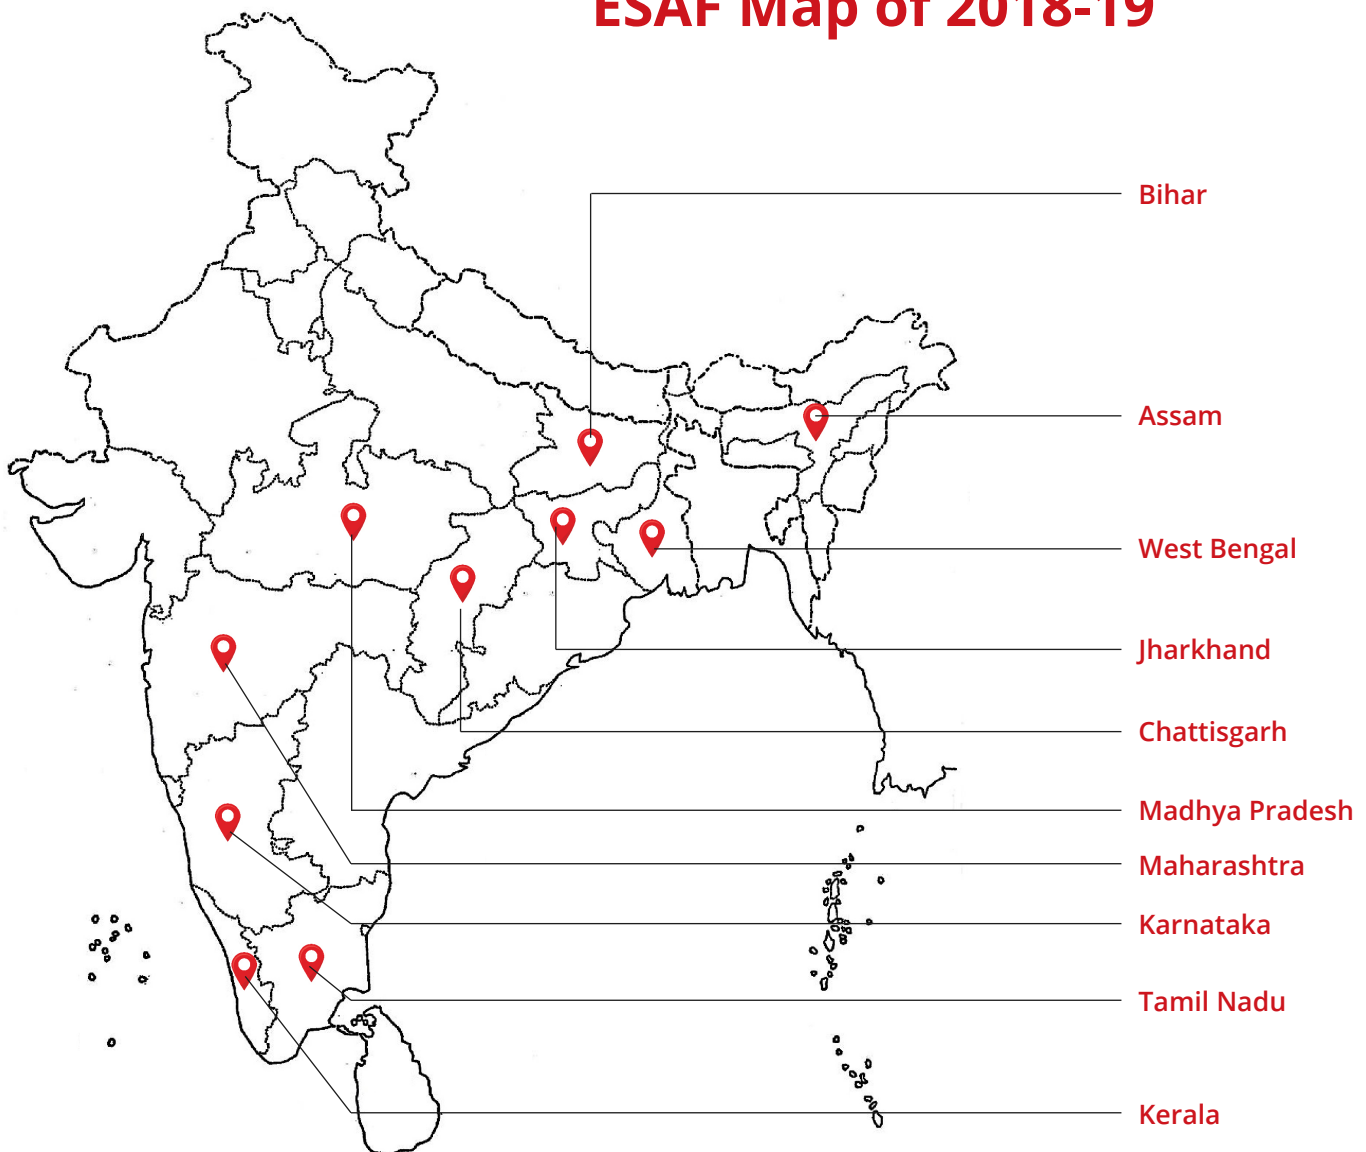 ESAF Map of 2018-19
Bihar
Assam
West Bengal
Jharkhand
Chattisgarh
Madhya Pradesh
Maharashtra
Karnataka
Tamil Nadu
Kerala